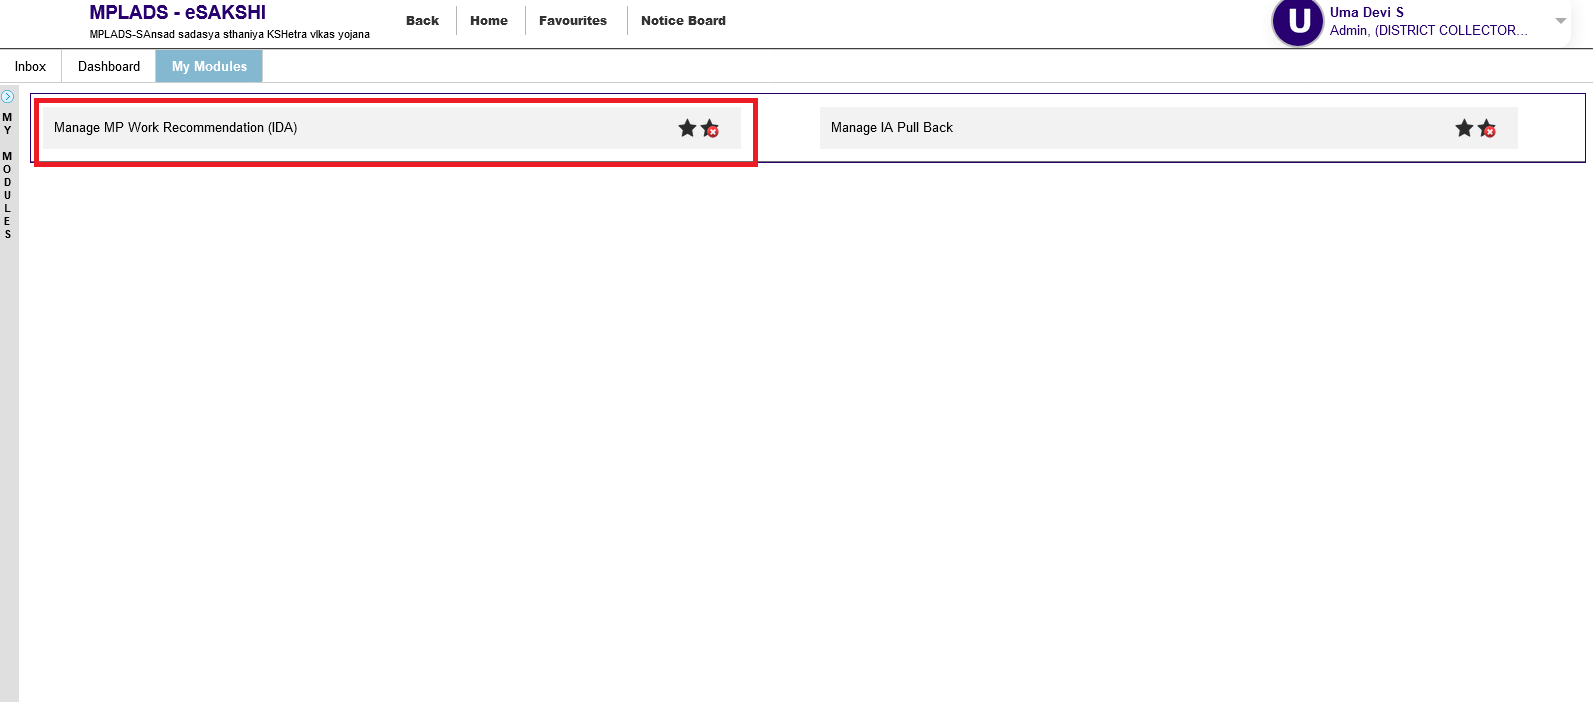 MPLADS - eSAKSHI
MPLADS-SAnsad sadasya sthaniya KSHetra vIkas yojana
Back
Home
Favourites
Notice Board
U
Uma Devi S
Admin, (DISTRICT COLLECTOR...
Inbox
Dashboard
My Modules
MY MODULES
Manage MP Work Recommendation (IDA)
Manage IA Pull Back